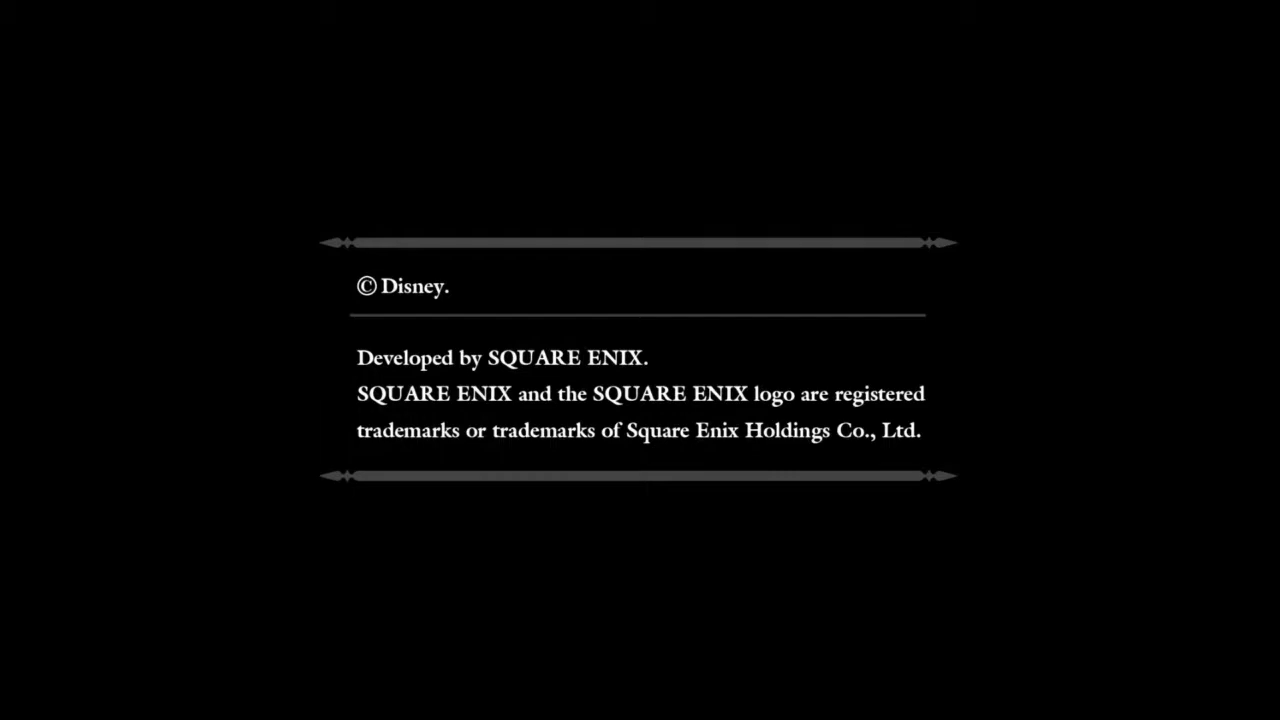 © Disney.
Developed by SQUARE ENIX.
SQUARE ENIX and the SQUARE ENIX logo are registered
trademarks or trademarks of Square Enix Holdings Co., Ltd.